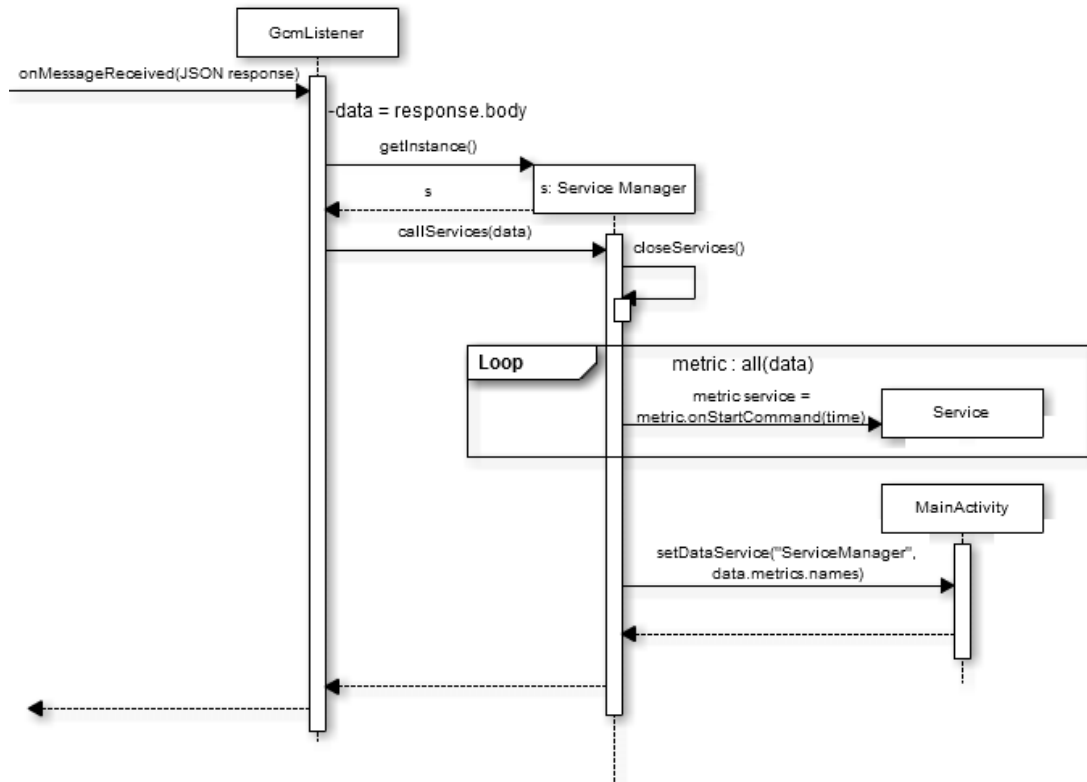 GcmListener
onMessageReceived(JSON response)
-data = response.body
getInstance()
s: Service Manager
s
callServices(data)
closeServices()
Loop
metric : all(data)
metric service =
metric.onStartCommand(time)
Service
MainActivity
setDataService("ServiceManager",
data.metrics.names)